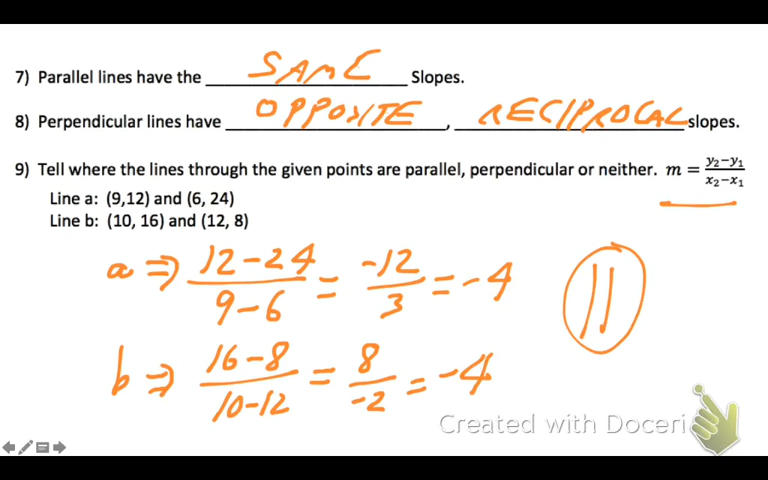 7) Parallel lines have the SAME Slopes.
8) Perpendicular lines have OPPOSITE, RECIPROCAL slopes.
9) Tell where the lines through the given points are parallel, perpendicular or neither. m = (y₂−y₁)/(x₂−x₁)
Line a: (9,12) and (6, 24)
Line b: (10, 16) and (12, 8)
a ⇒ (12−24)/(9−6) = −12/3 = −4
||
b ⇒ (16−8)/(10−12) = 8/−2 = −4
Created with Doceri